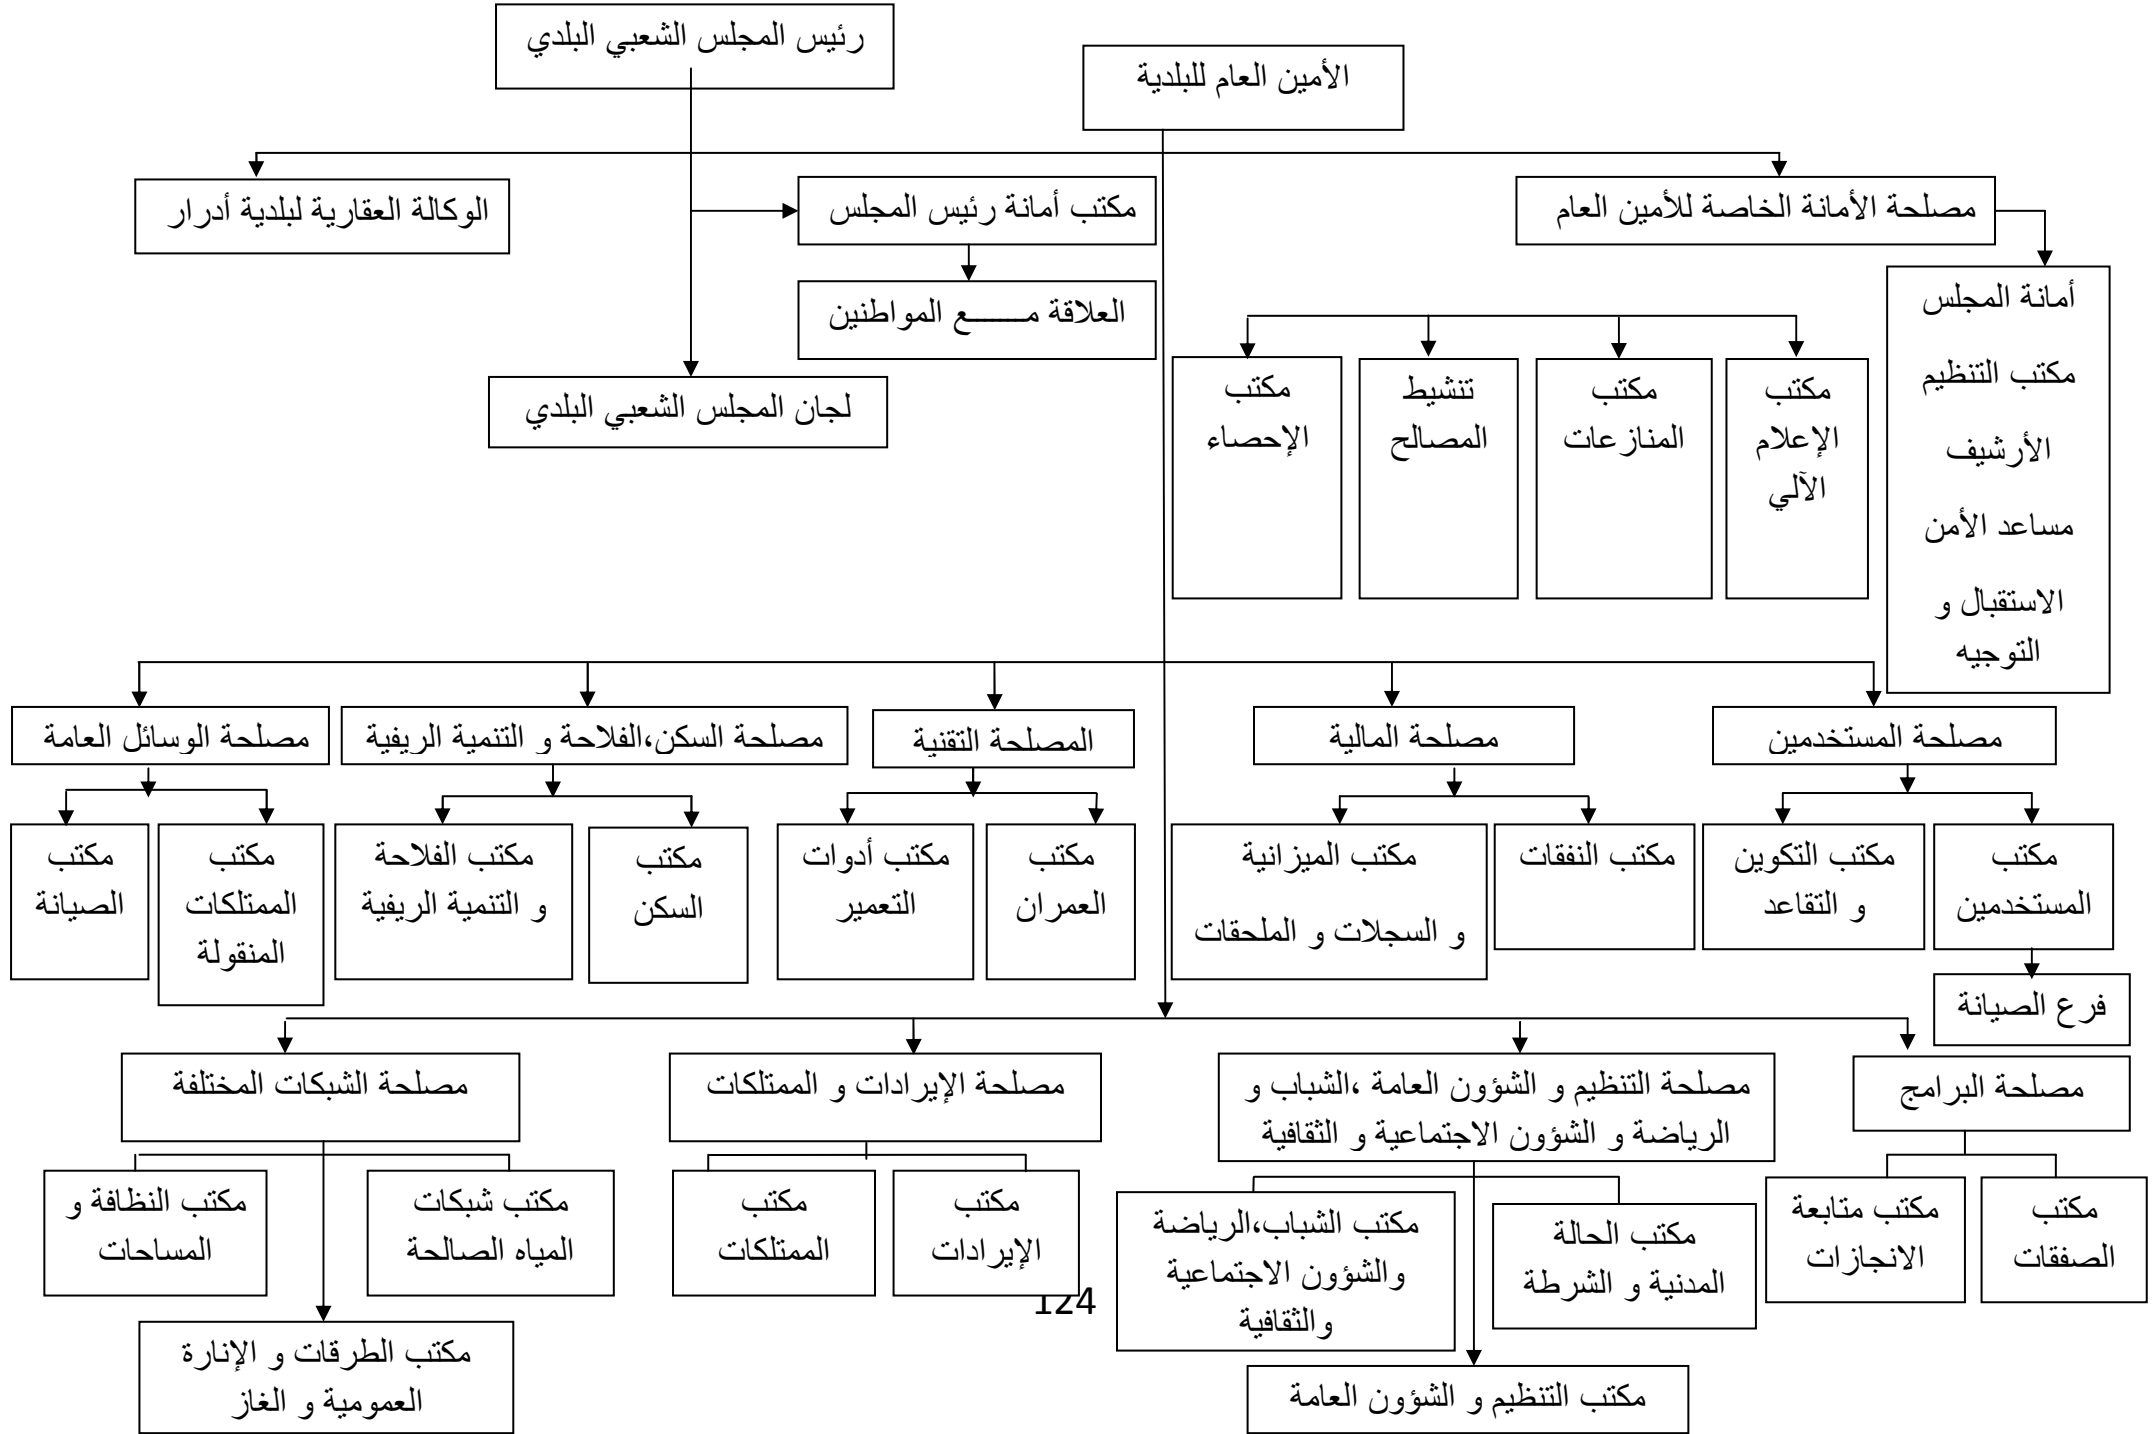 رئيس المجلس الشعبي البلدي
الأمين العام للبلدية
مصلحة الأمانة الخاصة للأمين العام
مكتب أمانة رئيس المجلس
الوكالة العقارية لبلدية أدرار
العلاقة مـــــــع المواطنين
لجان المجلس الشعبي البلدي
أمانة المجلس
مكتب التنظيم
الأرشيف
مساعد الأمن
الاستقبال و
التوجيه
مكتب
الإعلام
الآلي
مكتب
المنازعات
تنشيط
المصالح
مكتب
الإحصاء
مصلحة المستخدمين
مصلحة المالية
المصلحة التقنية
مصلحة السكن،الفلاحة و التنمية الريفية
مصلحة الوسائل العامة
مكتب
المستخدمين
مكتب التكوين
و التقاعد
مكتب النفقات
مكتب الميزانية
و السجلات و الملحقات
مكتب
العمران
مكتب أدوات
التعمير
مكتب
السكن
مكتب الفلاحة
و التنمية الريفية
مكتب
الممتلكات
المنقولة
مكتب
الصيانة
فرع الصيانة
مصلحة البرامج
مصلحة التنظيم و الشؤون العامة ،الشباب و
الرياضة و الشؤون الاجتماعية و الثقافية
مصلحة الإيرادات و الممتلكات
مصلحة الشبكات المختلفة
مكتب
الصفقات
مكتب متابعة
الانجازات
مكتب الحالة
المدنية و الشرطة
مكتب الشباب،الرياضة
والشؤون الاجتماعية
والثقافية
مكتب
الإيرادات
مكتب
الممتلكات
مكتب شبكات
المياه الصالحة
مكتب النظافة و
المساحات
124
مكتب التنظيم و الشؤون العامة
مكتب الطرقات و الإنارة
العمومية و الغاز